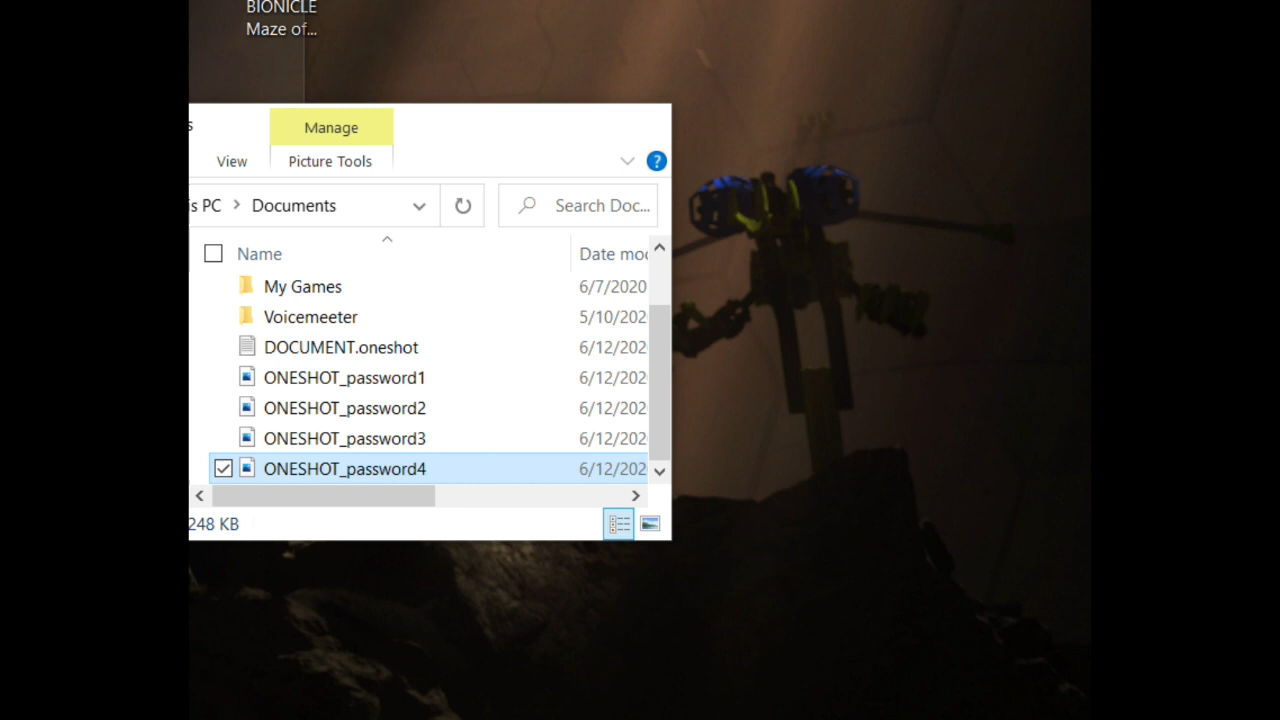 BIONICLE
Maze of...
s
Manage
View
Picture Tools
?
is PC > Documents
Search Doc...
Name
Date mo
My Games 6/7/2020
Voicemeeter 5/10/202
DOCUMENT.oneshot 6/12/202
ONESHOT_password1 6/12/202
ONESHOT_password2 6/12/202
ONESHOT_password3 6/12/202
ONESHOT_password4 6/12/202
248 KB